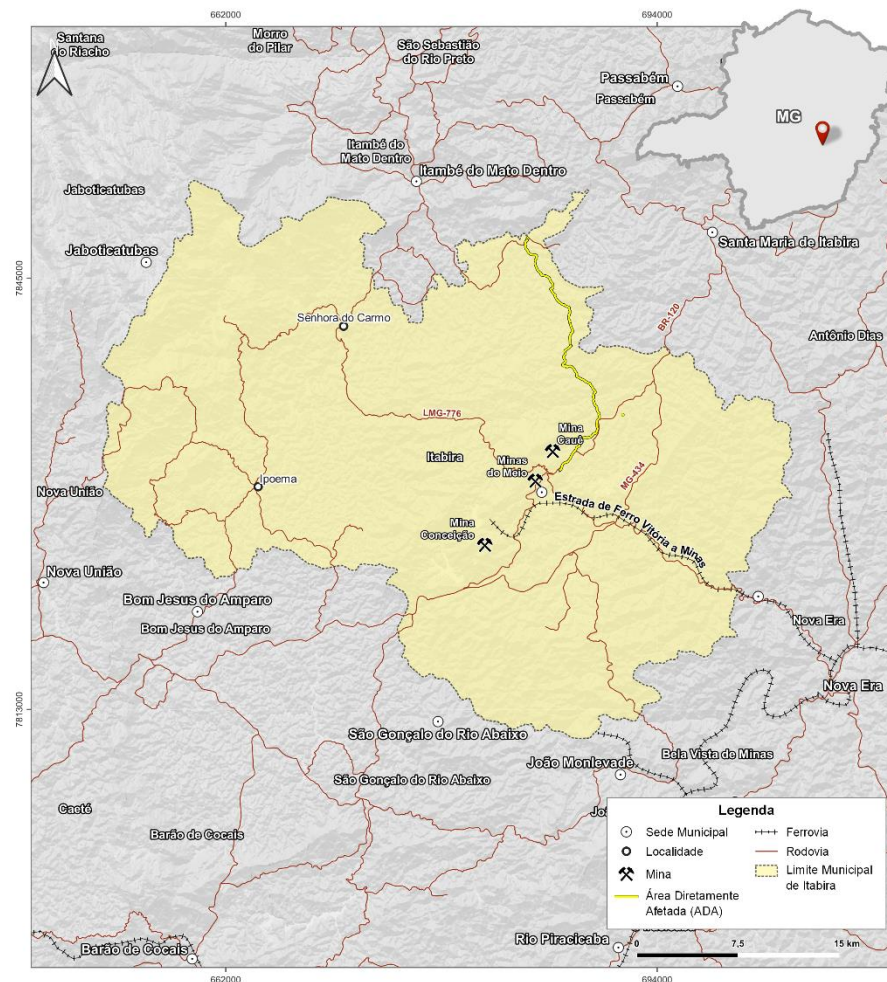 662000
694000
Santana
do Riacho
Morro
do Pilar
São Sebastião
do Rio Preto
Passabém
Passabém
MG
Itambé do
Mato Dentro
Itambé do Mato Dentro
Jaboticatubas
Jaboticatubas
Santa Maria de Itabira
7845000
Senhora do Carmo
BR-120
Antônio Dias
LMG-776
Mina
Cauê
Itabira
Minas
do Meio
MG-434
Ipoema
Nova União
Estrada de Ferro Vitória a Minas
Mina
Conceição
Nova União
Bom Jesus do Amparo
Bom Jesus do Amparo
Nova Era
Nova Era
7813000
São Gonçalo do Rio Abaixo
João Monlevade
Bela Vista de Minas
São Gonçalo do Rio Abaixo
Caeté
Barão de Cocais
Barão de Cocais
Rio Piracicaba
Legenda
Sede Municipal
Localidade
Mina
Área Diretamente
Afetada (ADA)
Ferrovia
Rodovia
Limite Municipal
de Itabira
0
7,5
15 km
662000
694000